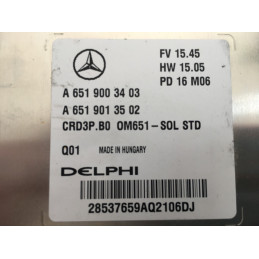 FV 15.45
HW 15.05
PD 16 M06
A 651 900 34 03
A 651 901 35 02
CRD3P.B0 OM651-SOL STD
Q01 MADE IN HUNGARY
DELPHI
28537659AQ2106DJ